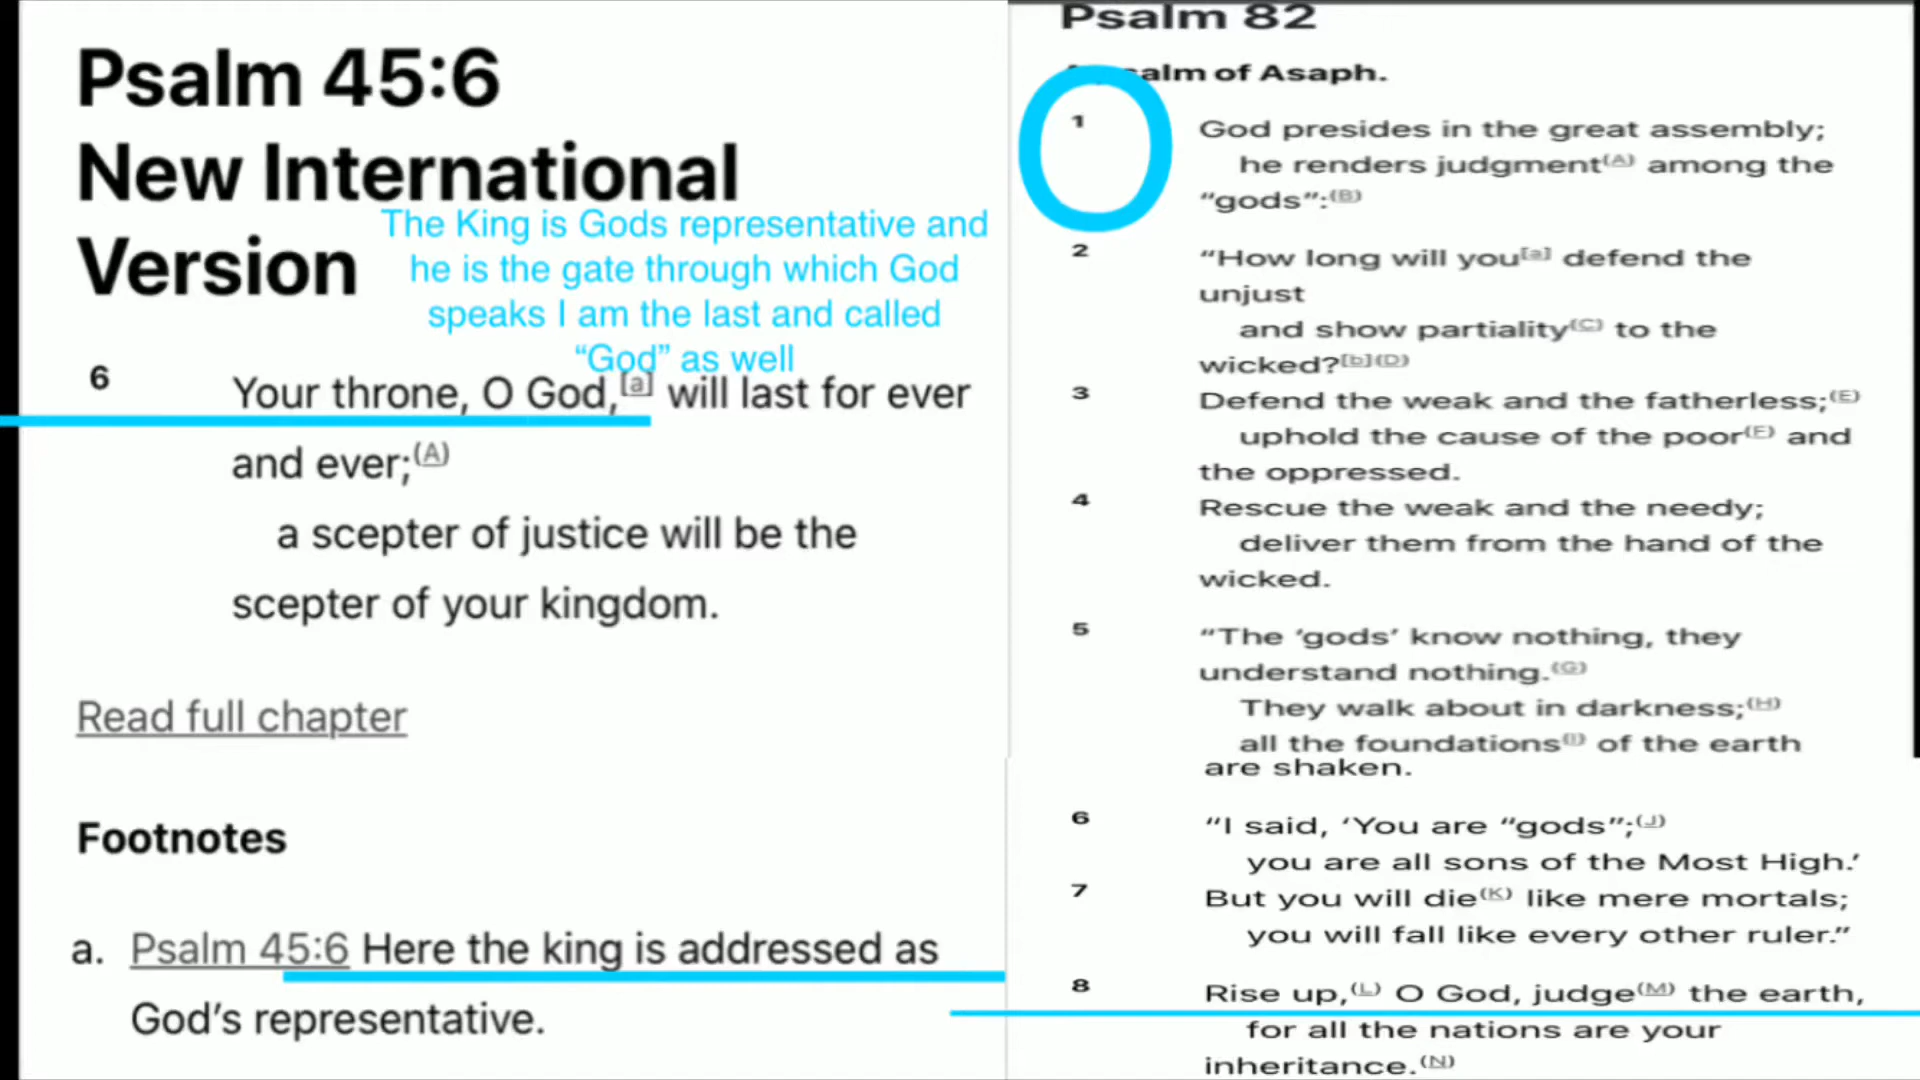 Psalm 45:6
New International
Version
The King is Gods representative and
he is the gate through which God
speaks I am the last and called
“God” as well
6 Your throne, O God,[a] will last for ever
and ever;(A)
a scepter of justice will be the
scepter of your kingdom.
Read full chapter
Footnotes
a. Psalm 45:6 Here the king is addressed as
God’s representative.
Psalm 82
salm of Asaph.
1 God presides in the great assembly;
he renders judgment(A) among the
“gods”:(B)
2 “How long will you[a] defend the
unjust
and show partiality(C) to the
wicked?[b](D)
3 Defend the weak and the fatherless;(E)
uphold the cause of the poor(F) and
the oppressed.
4 Rescue the weak and the needy;
deliver them from the hand of the
wicked.
5 “The ‘gods’ know nothing, they
understand nothing.(G)
They walk about in darkness;(H)
all the foundations(I) of the earth
are shaken.
6 “I said, ‘You are “gods”;(J)
you are all sons of the Most High.’
7 But you will die(K) like mere mortals;
you will fall like every other ruler.”
8 Rise up,(L) O God, judge(M) the earth,
for all the nations are your
inheritance.(N)